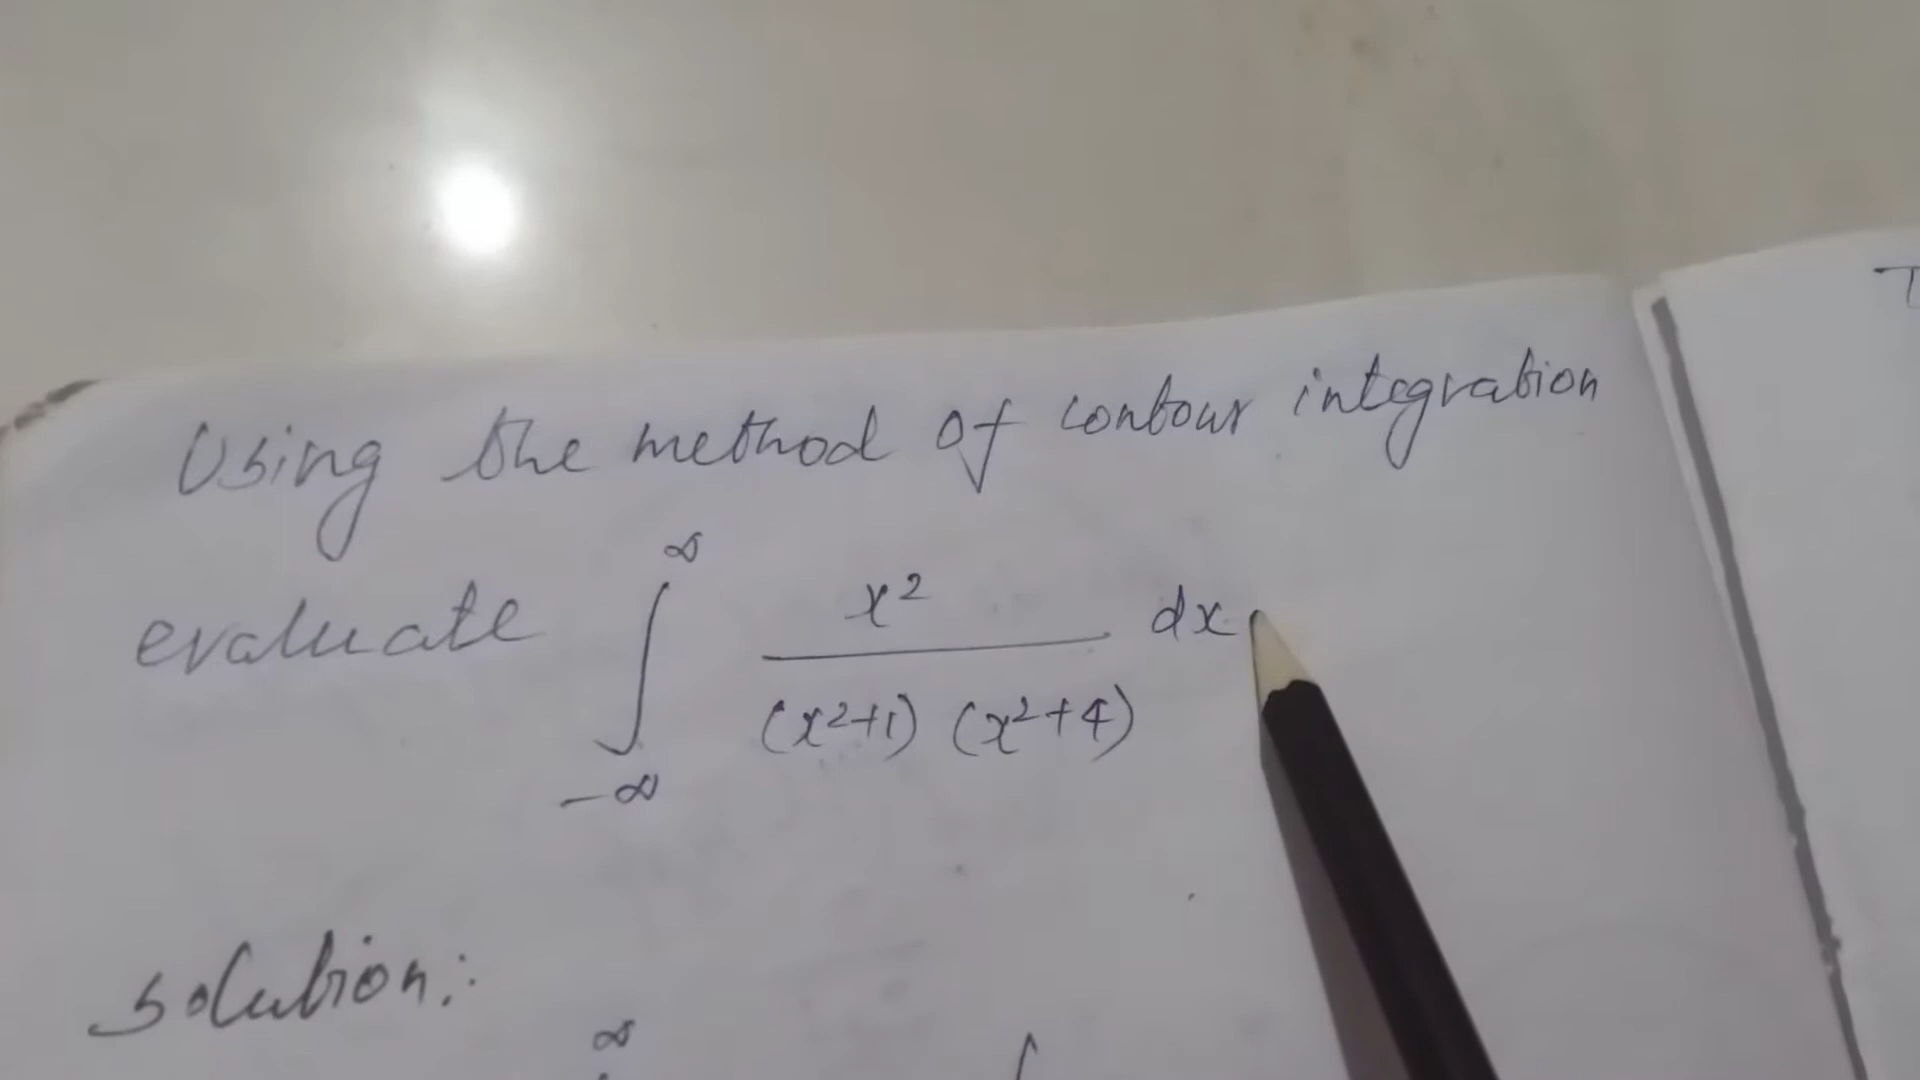 Using the method of contour integration
evaluate ∫_{-∞}^{∞} x²/((x²+1)(x²+4)) dx
Solution:
∞